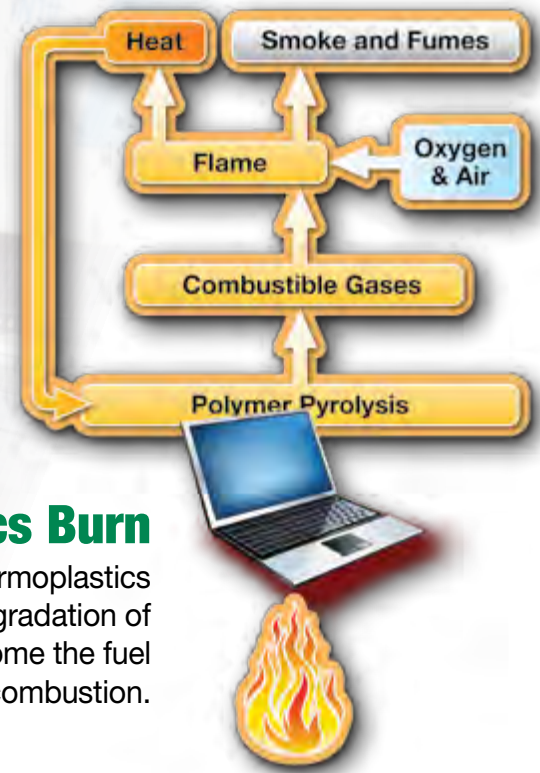 Heat
Smoke and Fumes
Flame
Oxygen
& Air
Combustible Gases
Polymer Pyrolysis
Burn
rmoplastics
gradation of
ome the fuel
combustion.